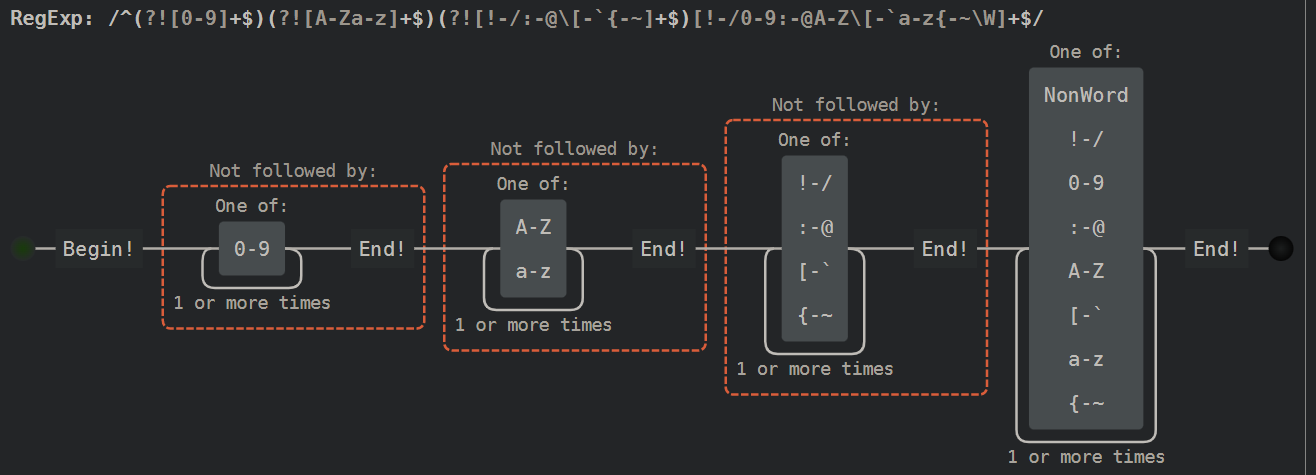 RegExp: /^(?![0-9]+$)(?![A-Za-z]+$)(?![!-/:-@\[-`{-~]+$)[!-/0-9:-@A-Z\[-`a-z{-~\W]+$/
One of:
NonWord
!-/
0-9
:-@
A-Z
[-`
a-z
{-~
1 or more times
Not followed by:
One of:
!-/
:-@
[-`
{-~
1 or more times
Not followed by:
One of:
A-Z
a-z
1 or more times
Not followed by:
One of:
0-9
1 or more times
Begin!
End!
End!
End!
End!